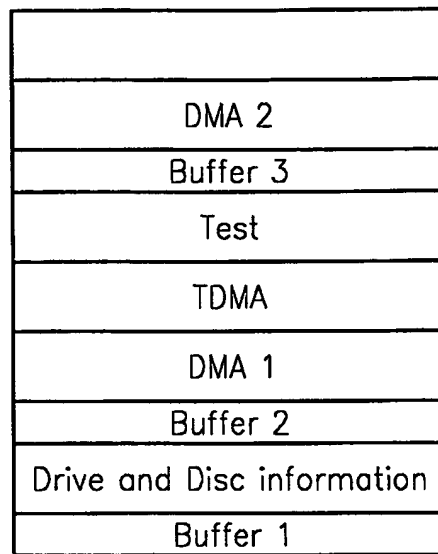 DMA 2
Buffer 3
Test
TDMA
DMA 1
Buffer 2
Drive and Disc information
Buffer 1